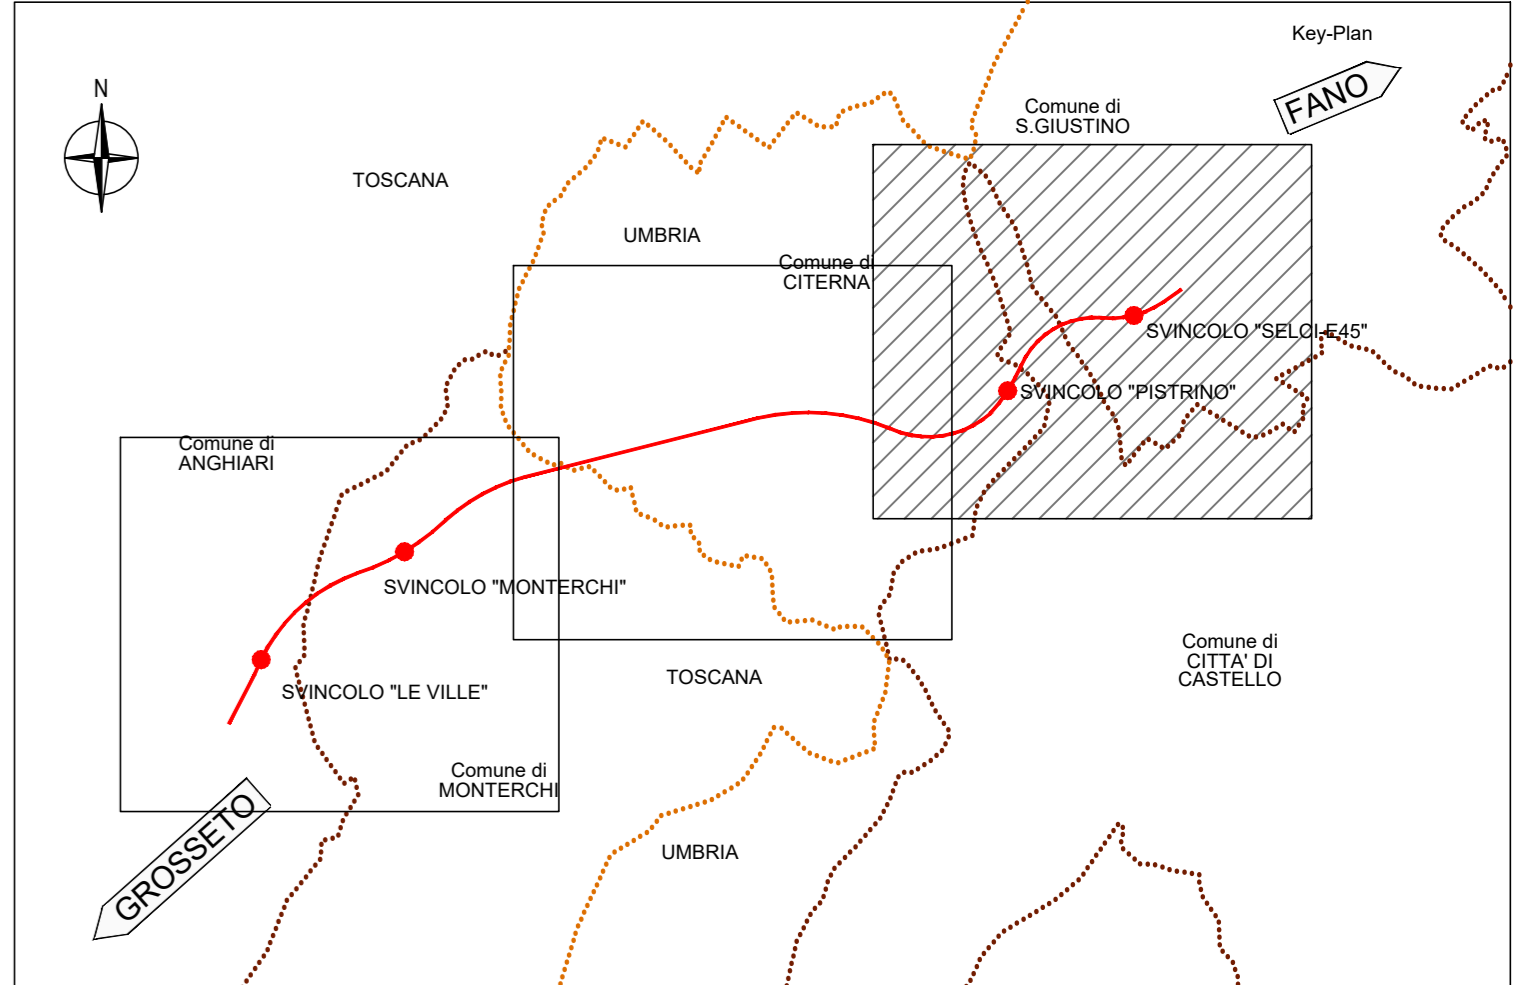 Key-Plan
N
FANO
Comune di
S.GIUSTINO
TOSCANA
UMBRIA
Comune di
CITERNA
SVINCOLO "SELCI-E45"
SVINCOLO "PISTRINO"
Comune di
ANGHIARI
SVINCOLO "MONTERCHI"
Comune di
CITTA' DI
CASTELLO
TOSCANA
SVINCOLO "LE VILLE"
Comune di
MONTERCHI
GROSSETO
UMBRIA